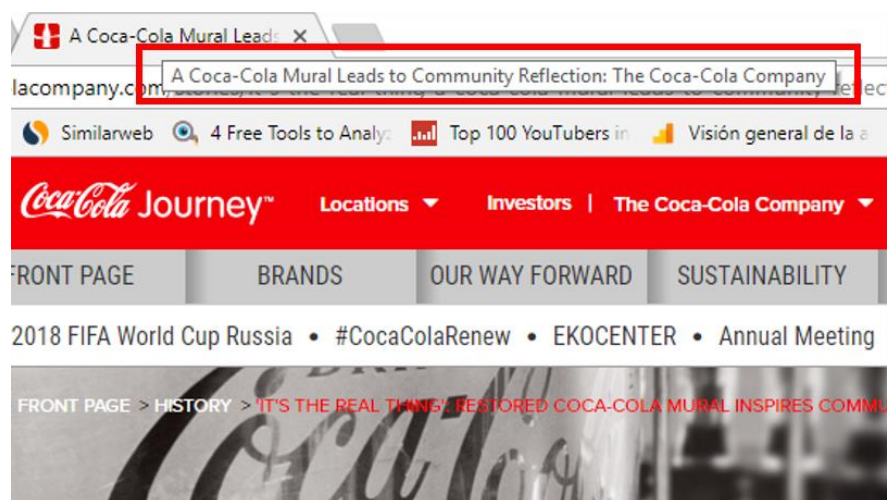 A Coca-Cola Mural Leads
A Coca-Cola Mural Leads to Community Reflection: The Coca-Cola Company
lacompany.com
Similarweb 4 Free Tools to Analy Top 100 YouTubers in Visión general de la a
Coca-Cola Journey™ Locations Investors | The Coca-Cola Company
FRONT PAGE BRANDS OUR WAY FORWARD SUSTAINABILITY
2018 FIFA World Cup Russia • #CocaColaRenew • EKOCENTER • Annual Meeting
FRONT PAGE > HISTORY > 'IT'S THE REAL THING': RESTORED COCA-COLA MURAL INSPIRES COMMU
Coca-Cola